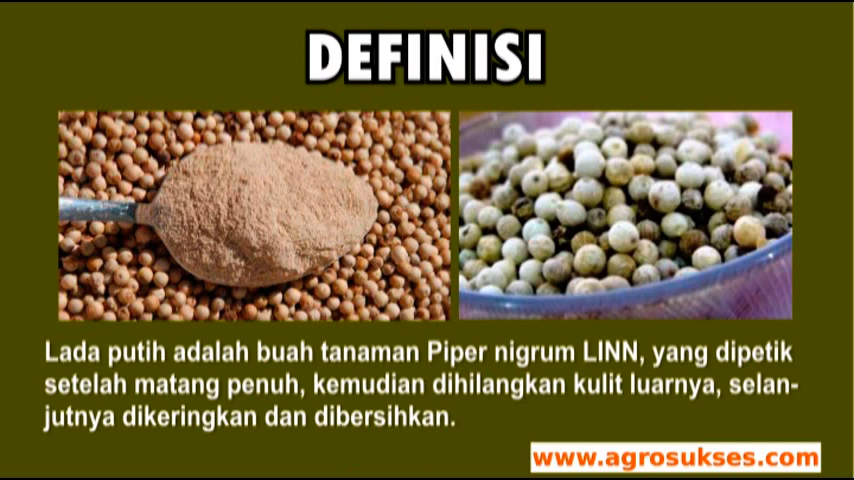 DEFINISI
Lada putih adalah buah tanaman Piper nigrum LINN, yang dipetik
setelah matang penuh, kemudian dihilangkan kulit luarnya, selan-
jutnya dikeringkan dan dibersihkan.
www.agrosukses.com